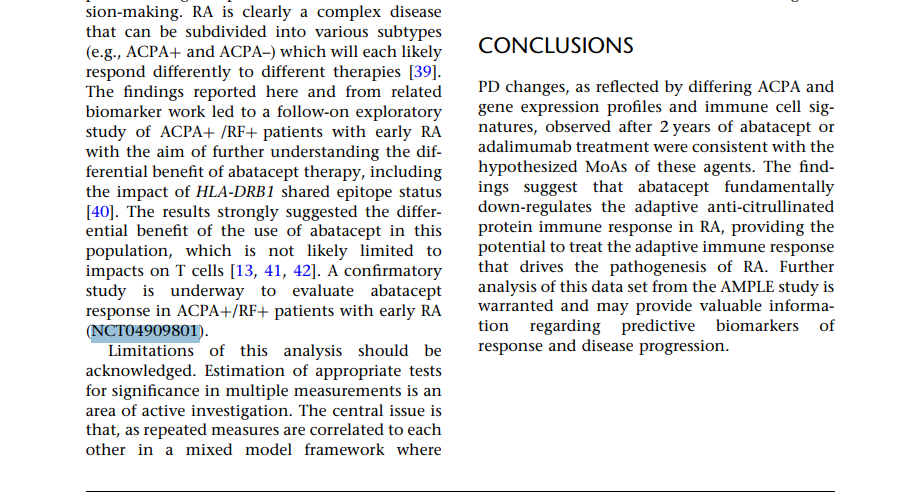 sion-making. RA is clearly a complex disease
that can be subdivided into various subtypes
(e.g., ACPA+ and ACPA–) which will each likely
respond differently to different therapies [39].
The findings reported here and from related
biomarker work led to a follow-on exploratory
study of ACPA+ /RF+ patients with early RA
with the aim of further understanding the dif-
ferential benefit of abatacept therapy, including
the impact of HLA-DRB1 shared epitope status
[40]. The results strongly suggested the differ-
ential benefit of the use of abatacept in this
population, which is not likely limited to
impacts on T cells [13, 41, 42]. A confirmatory
study is underway to evaluate abatacept
response in ACPA+/RF+ patients with early RA
(NCT04909801).
Limitations of this analysis should be
acknowledged. Estimation of appropriate tests
for significance in multiple measurements is an
area of active investigation. The central issue is
that, as repeated measures are correlated to each
other in a mixed model framework where
CONCLUSIONS
PD changes, as reflected by differing ACPA and
gene expression profiles and immune cell sig-
natures, observed after 2 years of abatacept or
adalimumab treatment were consistent with the
hypothesized MoAs of these agents. The find-
ings suggest that abatacept fundamentally
down-regulates the adaptive anti-citrullinated
protein immune response in RA, providing the
potential to treat the adaptive immune response
that drives the pathogenesis of RA. Further
analysis of this data set from the AMPLE study is
warranted and may provide valuable informa-
tion regarding predictive biomarkers of
response and disease progression.